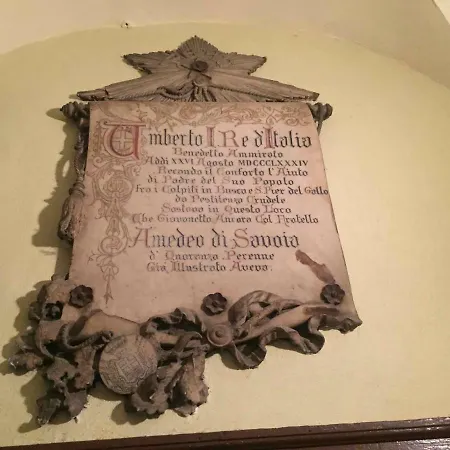 Umberto I Re d'Italia
Benedetto Ammirato
Addi XXVI Agosto MDCCCLXXXIV
Recando il Conforto l'Aiuto
di Padre del Suo Popolo
Fra i Colpiti in Busca e S. Pier del Gallo
da Pestilenza Crudele
Sostava in Questo Loco
Che Giovanetto Ancora Col Fratello
Amedeo di Savoia
d' Onoranza Perenne
Già Illustrato Aveva.